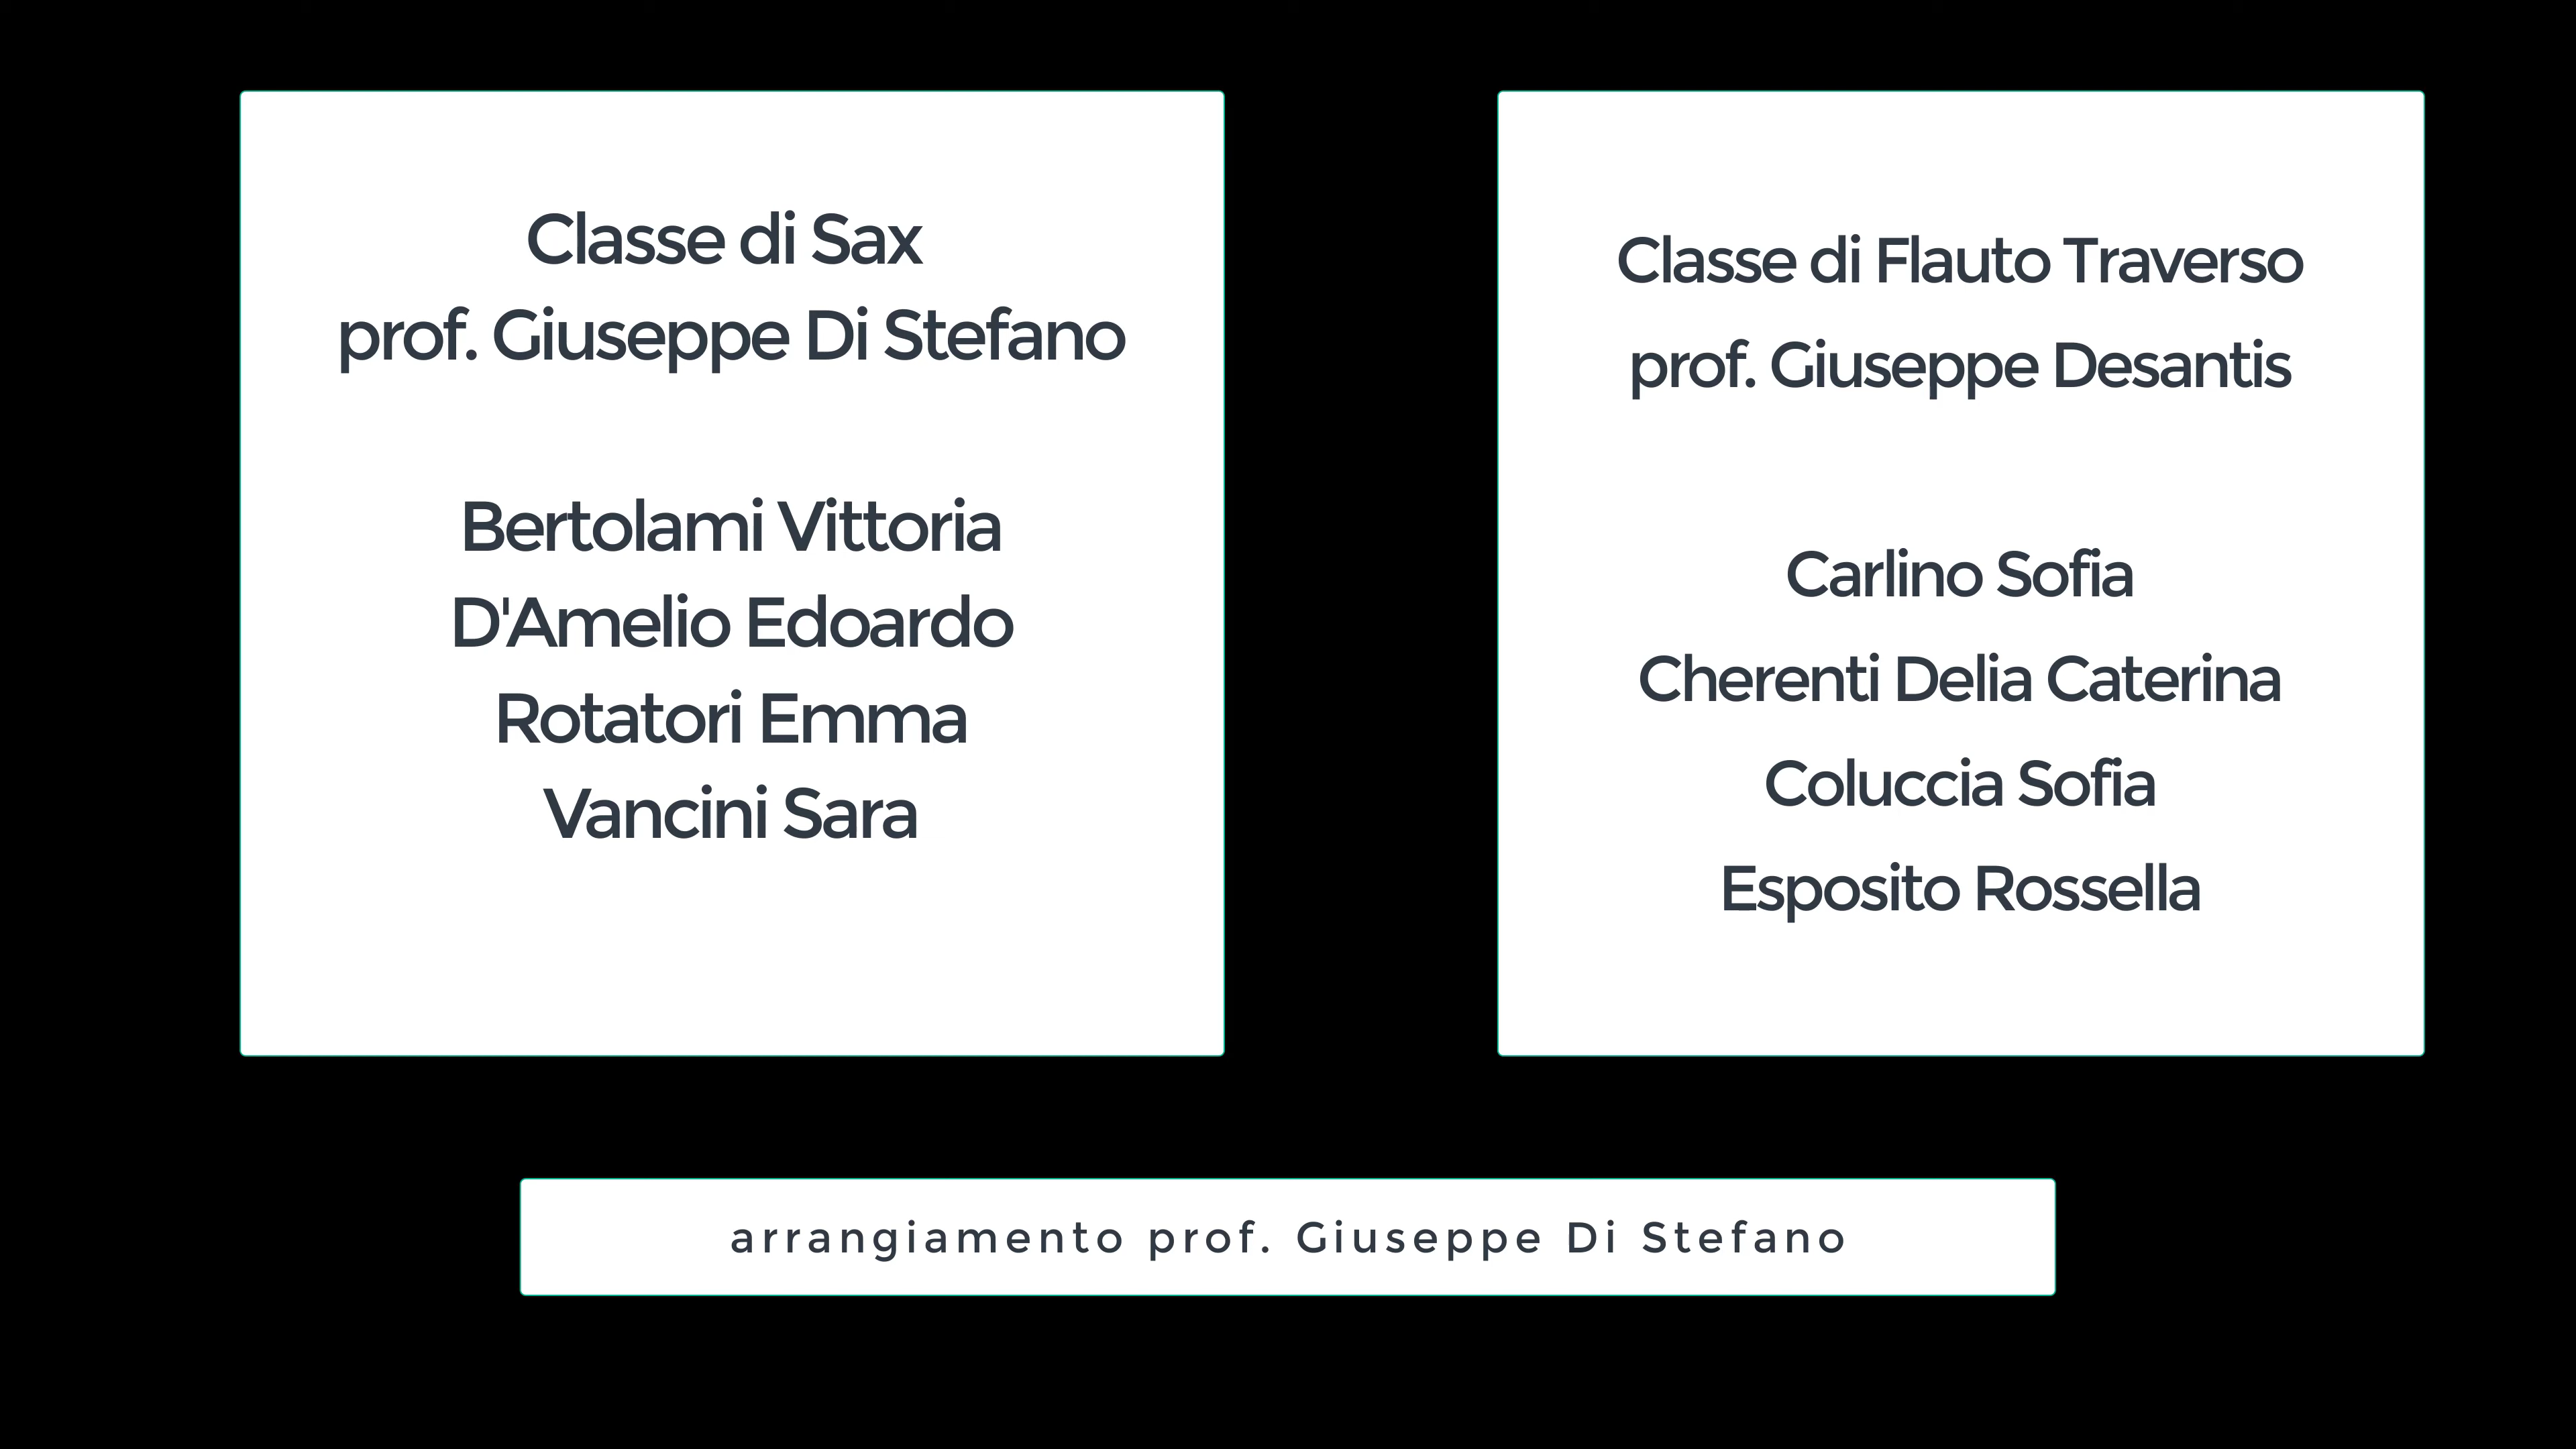 Classe di Sax
prof. Giuseppe Di Stefano
Bertolami Vittoria
D'Amelio Edoardo
Rotatori Emma
Vancini Sara
Classe di Flauto Traverso
prof. Giuseppe Desantis
Carlino Sofia
Cherenti Delia Caterina
Coluccia Sofia
Esposito Rossella
arrangiamento prof. Giuseppe Di Stefano